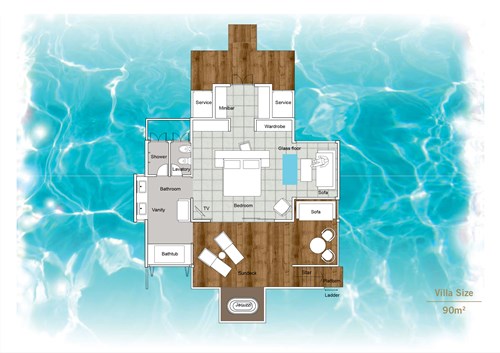 Service
Minibar
Service
Wardrobe
Glass floor
Shower
Lavatory
Bathroom
Sofa
Vanity
TV
Bedroom
Sofa
Bathtub
Sundeck
Stair
Ladder
Villa Size
90m²